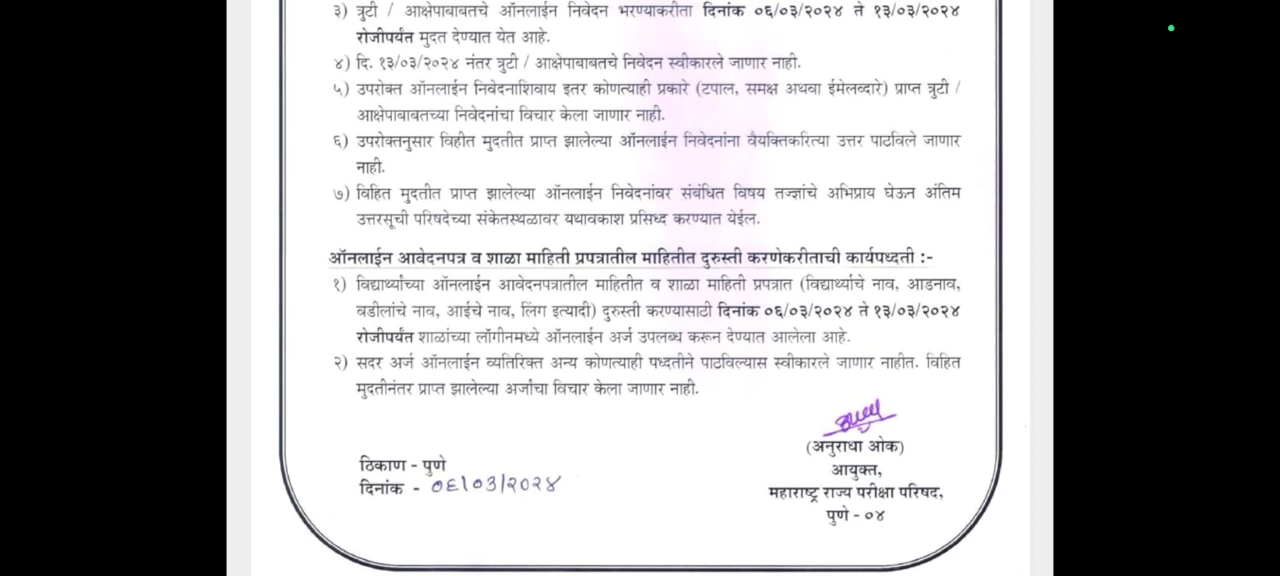 ३) त्रुटी / आक्षेपाबाबतचे ऑनलाईन निवेदन भरण्याकरीता दिनांक ०६/०३/२०२४ ते १३/०३/२०२४
रोजीपर्यंत मुदत देण्यात येत आहे.
४) दि. १३/०३/२०२४ नंतर त्रुटी / आक्षेपाबाबतचे निवेदन स्वीकारले जाणार नाही.
५) उपरोक्त ऑनलाईन निवेदनाशिवाय इतर कोणत्याही प्रकारे (टपाल, समक्ष अथवा ईमेलव्दारे) प्राप्त त्रुटी /
आक्षेपाबाबतच्या निवेदनांचा विचार केला जाणार नाही.
६) उपरोक्तनुसार विहीत मुदतीत प्राप्त झालेल्या ऑनलाईन निवेदनांना वैयक्तिकरित्या उत्तर पाठविले जाणार
नाही.
७) विहित मुदतीत प्राप्त झालेल्या ऑनलाईन निवेदनांवर संबंधित विषय तज्ज्ञांचे अभिप्राय घेऊन अंतिम
उत्तरसूची परिषदेच्या संकेतस्थळावर यथावकाश प्रसिध्द करण्यात येईल.
ऑनलाईन आवेदनपत्र व शाळा माहिती प्रपत्रातील माहितीत दुरुस्ती करणेकरीताची कार्यपध्दती :-
१) विद्यार्थ्यांच्या ऑनलाईन आवेदनपत्रातील माहितीत व शाळा माहिती प्रपत्रात (विद्यार्थ्याचे नाव, आडनाव,
वडीलांचे नाव, आईचे नाव, लिंग इत्यादी) दुरुस्ती करण्यासाठी दिनांक ०६/०३/२०२४ ते १३/०३/२०२४
रोजीपर्यंत शाळांच्या लॉगीनमध्ये ऑनलाईन अर्ज उपलब्ध करून देण्यात आलेला आहे.
२) सदर अर्ज ऑनलाईन व्यतिरिक्त अन्य कोणत्याही पध्दतीने पाठविल्यास स्वीकारले जाणार नाहीत. विहित
मुदतीनंतर प्राप्त झालेल्या अर्जाचा विचार केला जाणार नाही.
(अनुराधा ओक)
आयुक्त,
महाराष्ट्र राज्य परीक्षा परिषद,
पुणे - ०४
ठिकाण - पुणे
दिनांक - ०६/०३/२०२४